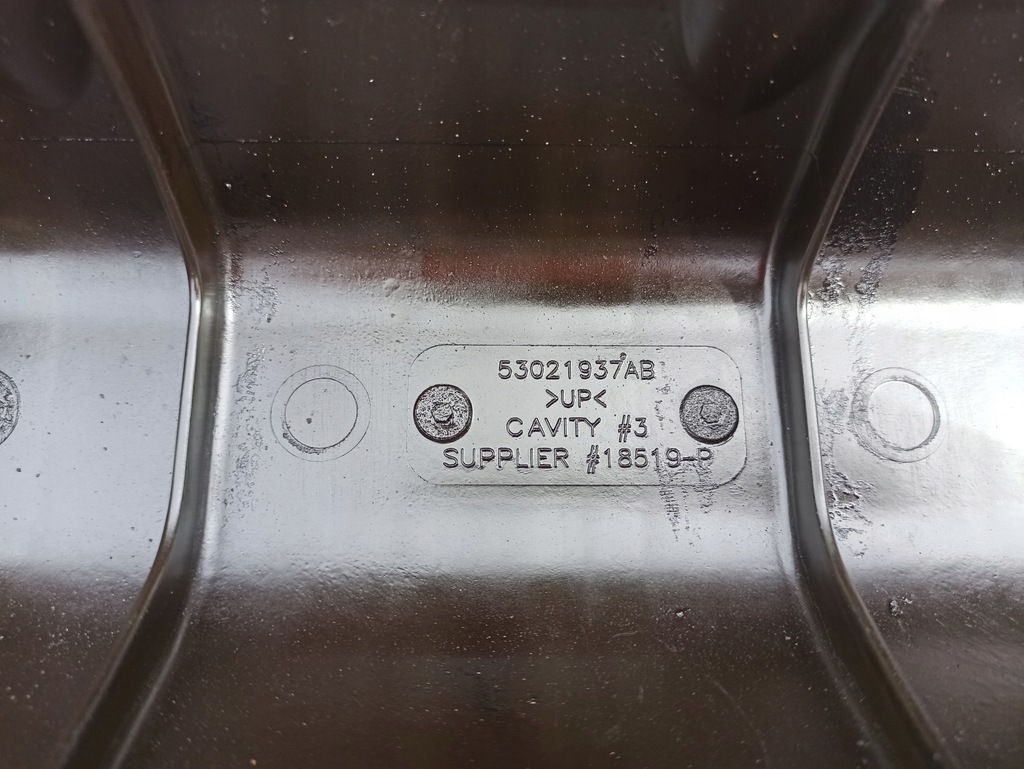 53021937AB
>UP<
CAVITY #3
SUPPLIER #18519-P